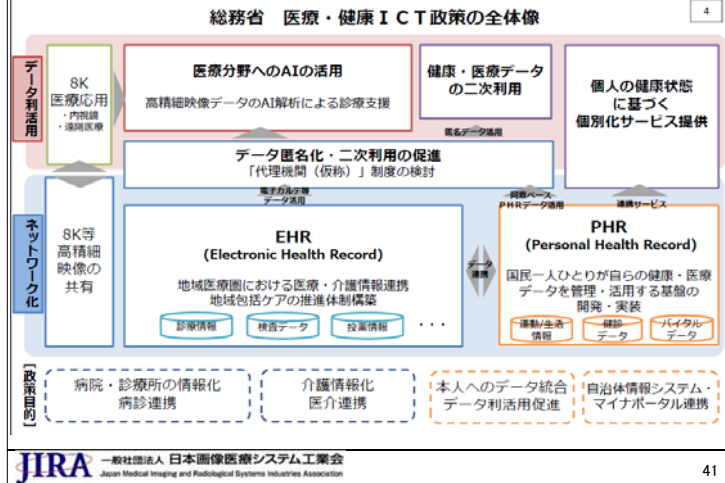 総務省　医療・健康ＩＣＴ政策の全体像
4
データ利活用
8K
医療応用
・内視鏡
・遠隔医療
医療分野へのAIの活用
高精細映像データのAI解析による診療支援
健康・医療データ
の二次利用
個人の健康状態
に基づく
個別化サービス提供
匿名データ活用
データ匿名化・二次利用の促進
「代理機関（仮称）」制度の検討
電子カルテ等
データ活用
同意ベース
PHRデータ活用
連携サービス
ネットワーク化
8K等
高精細
映像の
共有
EHR
(Electronic Health Record)
地域医療圏における医療・介護情報連携
地域包括ケアの推進体制構築
診療情報
検査データ
投薬情報
・・・
データ
連携
PHR
(Personal Health Record)
国民一人ひとりが自らの健康・医療
データを管理・活用する基盤の
開発・実装
運動/生活
情報
健診
データ
バイタル
データ
【政策目的】
病院・診療所の情報化
病診連携
介護情報化
医介連携
本人へのデータ統合
データ利活用促進
自治体情報システム・
マイナポータル連携
JIRA
一般社団法人 日本画像医療システム工業会
Japan Medical Imaging and Radiological Systems Industries Association
41